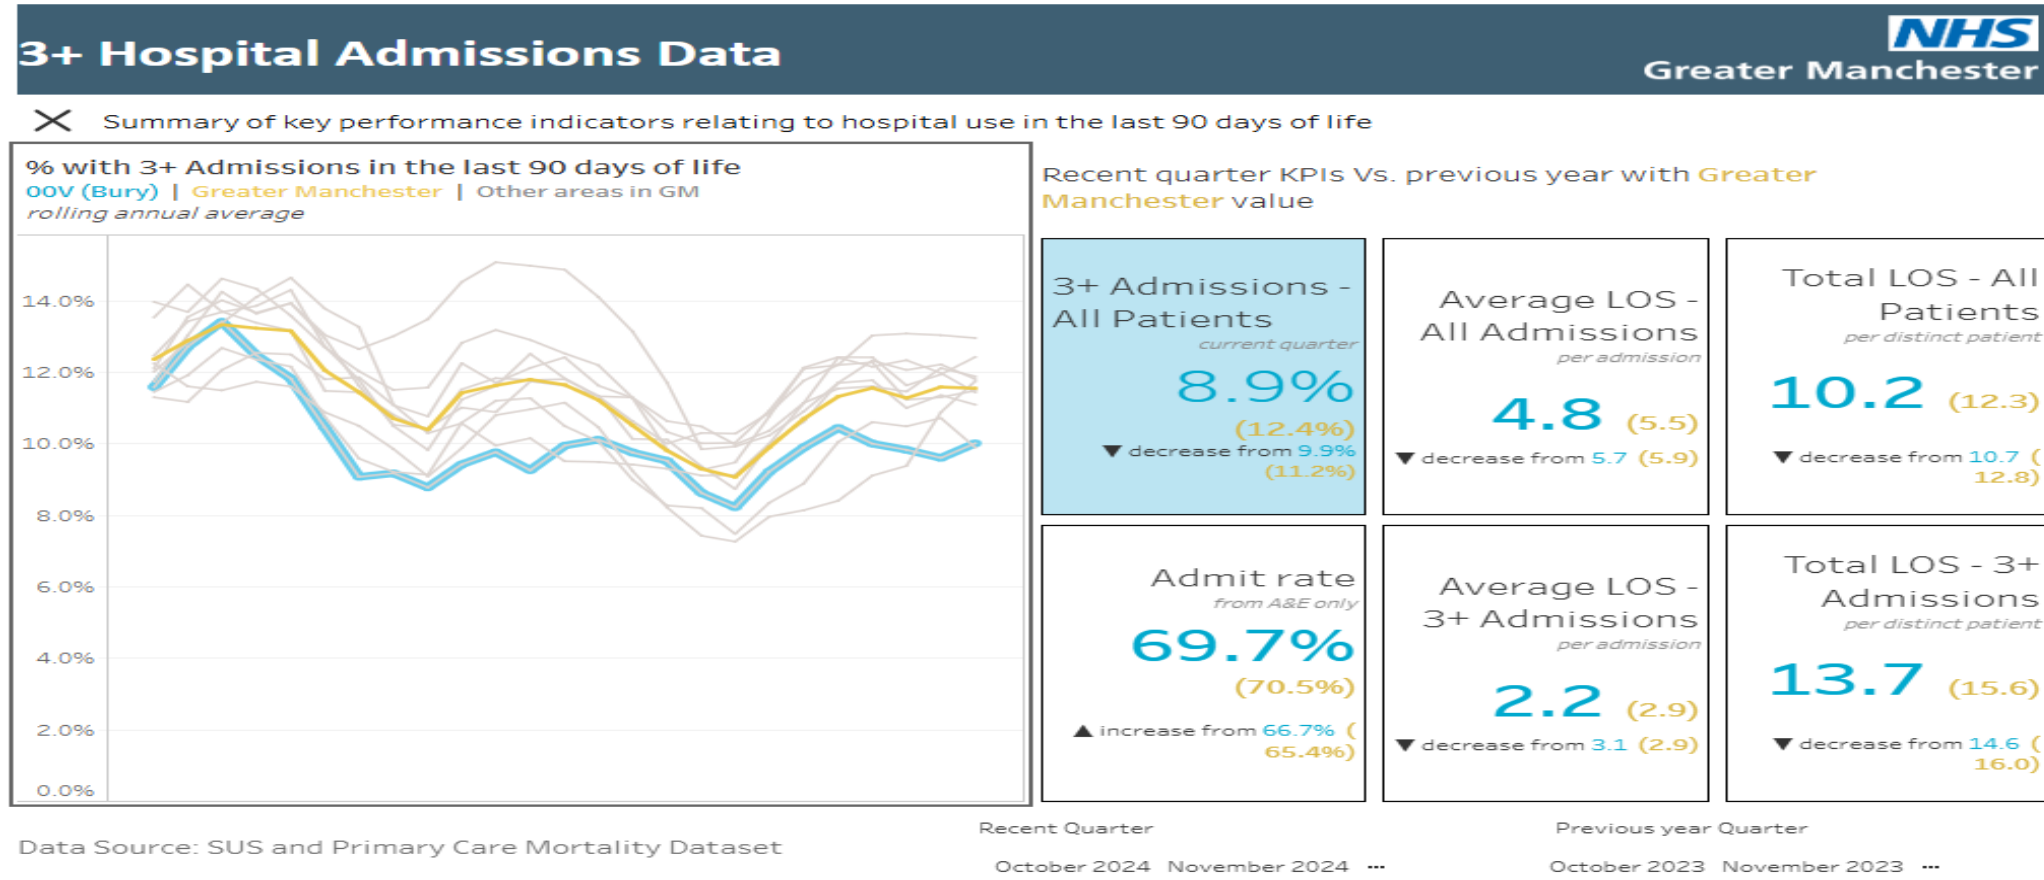 3+ Hospital Admissions Data
NHS
Greater Manchester
Summary of key performance indicators relating to hospital use in the last 90 days of life
% with 3+ Admissions in the last 90 days of life
00V (Bury) | Greater Manchester | Other areas in GM
rolling annual average
14.0%
12.0%
10.0%
8.0%
6.0%
4.0%
2.0%
0.0%
Recent quarter KPIs Vs. previous year with Greater
Manchester value
3+ Admissions -
All Patients
current quarter
8.9%
(12.4%)
▼ decrease from 9.9%
(11.2%)
Average LOS -
All Admissions
per admission
4.8 (5.5)
▼ decrease from 5.7 (5.9)
Total LOS - All
Patients
per distinct patient
10.2 (12.3)
▼ decrease from 10.7 (
12.8)
Admit rate
from A&E only
69.7%
(70.5%)
▲ increase from 66.7% (
65.4%)
Average LOS -
3+ Admissions
per admission
2.2 (2.9)
▼ decrease from 3.1 (2.9)
Total LOS - 3+
Admissions
per distinct patient
13.7 (15.6)
▼ decrease from 14.6 (
16.0)
Data Source: SUS and Primary Care Mortality Dataset
Recent Quarter
October 2024 November 2024 ...
Previous year Quarter
October 2023 November 2023 ...